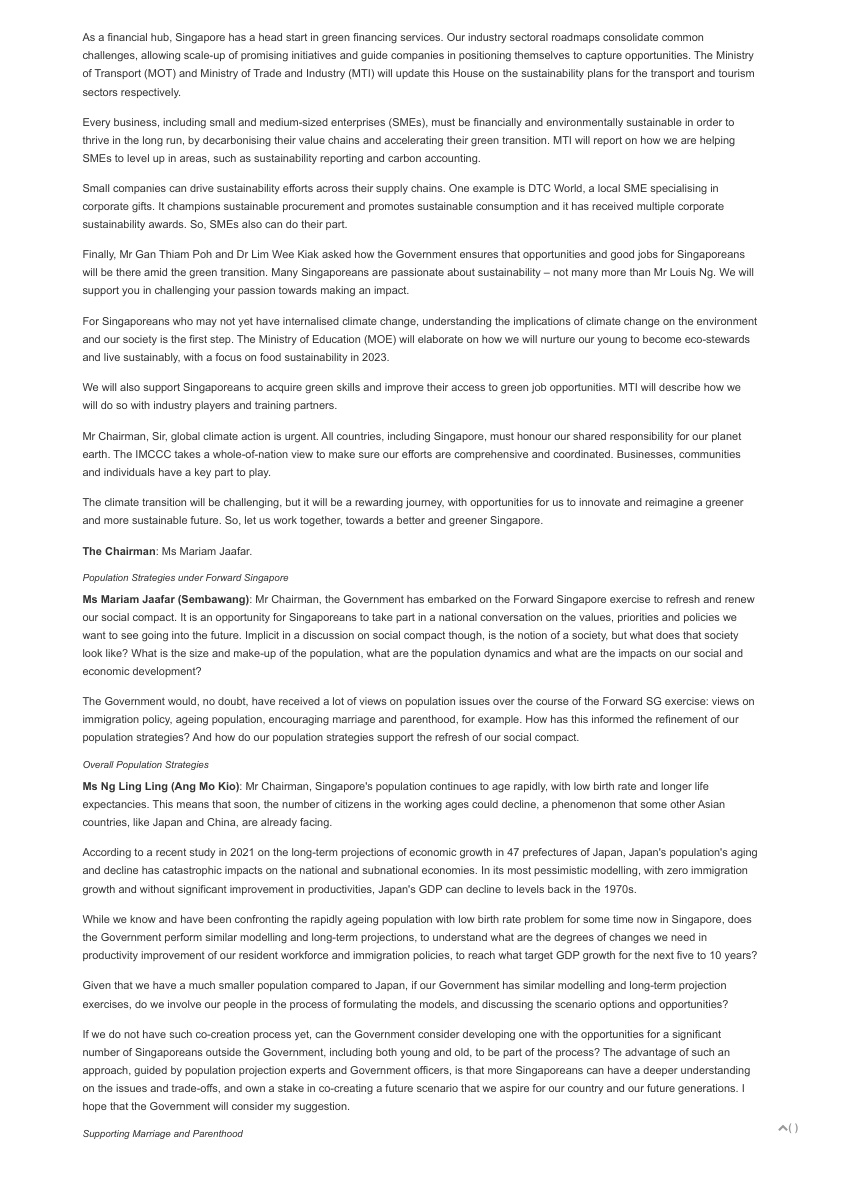 As a financial hub, Singapore has a head start in green financing services. Our industry sectoral roadmaps consolidate common
challenges, allowing scale-up of promising initiatives and guide companies in positioning themselves to capture opportunities. The Ministry
of Transport (MOT) and Ministry of Trade and Industry (MTI) will update this House on the sustainability plans for the transport and tourism
sectors respectively.
Every business, including small and medium-sized enterprises (SMEs), must be financially and environmentally sustainable in order to
thrive in the long run, by decarbonising their value chains and accelerating their green transition. MTI will report on how we are helping
SMEs to level up in areas, such as sustainability reporting and carbon accounting.
Small companies can drive sustainability efforts across their supply chains. One example is DTC World, a local SME specialising in
corporate gifts. It champions sustainable procurement and promotes sustainable consumption and it has received multiple corporate
sustainability awards. So, SMEs also can do their part.
Finally, Mr Gan Thiam Poh and Dr Lim Wee Kiak asked how the Government ensures that opportunities and good jobs for Singaporeans
will be there amid the green transition. Many Singaporeans are passionate about sustainability – not many more than Mr Louis Ng. We will
support you in challenging your passion towards making an impact.
For Singaporeans who may not yet have internalised climate change, understanding the implications of climate change on the environment
and our society is the first step. The Ministry of Education (MOE) will elaborate on how we will nurture our young to become eco-stewards
and live sustainably, with a focus on food sustainability in 2023.
We will also support Singaporeans to acquire green skills and improve their access to green job opportunities. MTI will describe how we
will do so with industry players and training partners.
Mr Chairman, Sir, global climate action is urgent. All countries, including Singapore, must honour our shared responsibility for our planet
earth. The IMCCC takes a whole-of-nation view to make sure our efforts are comprehensive and coordinated. Businesses, communities
and individuals have a key part to play.
The climate transition will be challenging, but it will be a rewarding journey, with opportunities for us to innovate and reimagine a greener
and more sustainable future. So, let us work together, towards a better and greener Singapore.
The Chairman: Ms Mariam Jaafar.
Population Strategies under Forward Singapore
Ms Mariam Jaafar (Sembawang): Mr Chairman, the Government has embarked on the Forward Singapore exercise to refresh and renew
our social compact. It is an opportunity for Singaporeans to take part in a national conversation on the values, priorities and policies we
want to see going into the future. Implicit in a discussion on social compact though, is the notion of a society, but what does that society
look like? What is the size and make-up of the population, what are the population dynamics and what are the impacts on our social and
economic development?
The Government would, no doubt, have received a lot of views on population issues over the course of the Forward SG exercise: views on
immigration policy, ageing population, encouraging marriage and parenthood, for example. How has this informed the refinement of our
population strategies? And how do our population strategies support the refresh of our social compact.
Overall Population Strategies
Ms Ng Ling Ling (Ang Mo Kio): Mr Chairman, Singapore's population continues to age rapidly, with low birth rate and longer life
expectancies. This means that soon, the number of citizens in the working ages could decline, a phenomenon that some other Asian
countries, like Japan and China, are already facing.
According to a recent study in 2021 on the long-term projections of economic growth in 47 prefectures of Japan, Japan's population's aging
and decline has catastrophic impacts on the national and subnational economies. In its most pessimistic modelling, with zero immigration
growth and without significant improvement in productivities, Japan's GDP can decline to levels back in the 1970s.
While we know and have been confronting the rapidly ageing population with low birth rate problem for some time now in Singapore, does
the Government perform similar modelling and long-term projections, to understand what are the degrees of changes we need in
productivity improvement of our resident workforce and immigration policies, to reach what target GDP growth for the next five to 10 years?
Given that we have a much smaller population compared to Japan, if our Government has similar modelling and long-term projection
exercises, do we involve our people in the process of formulating the models, and discussing the scenario options and opportunities?
If we do not have such co-creation process yet, can the Government consider developing one with the opportunities for a significant
number of Singaporeans outside the Government, including both young and old, to be part of the process? The advantage of such an
approach, guided by population projection experts and Government officers, is that more Singaporeans can have a deeper understanding
on the issues and trade-offs, and own a stake in co-creating a future scenario that we aspire for our country and our future generations. I
hope that the Government will consider my suggestion.
Supporting Marriage and Parenthood
( )